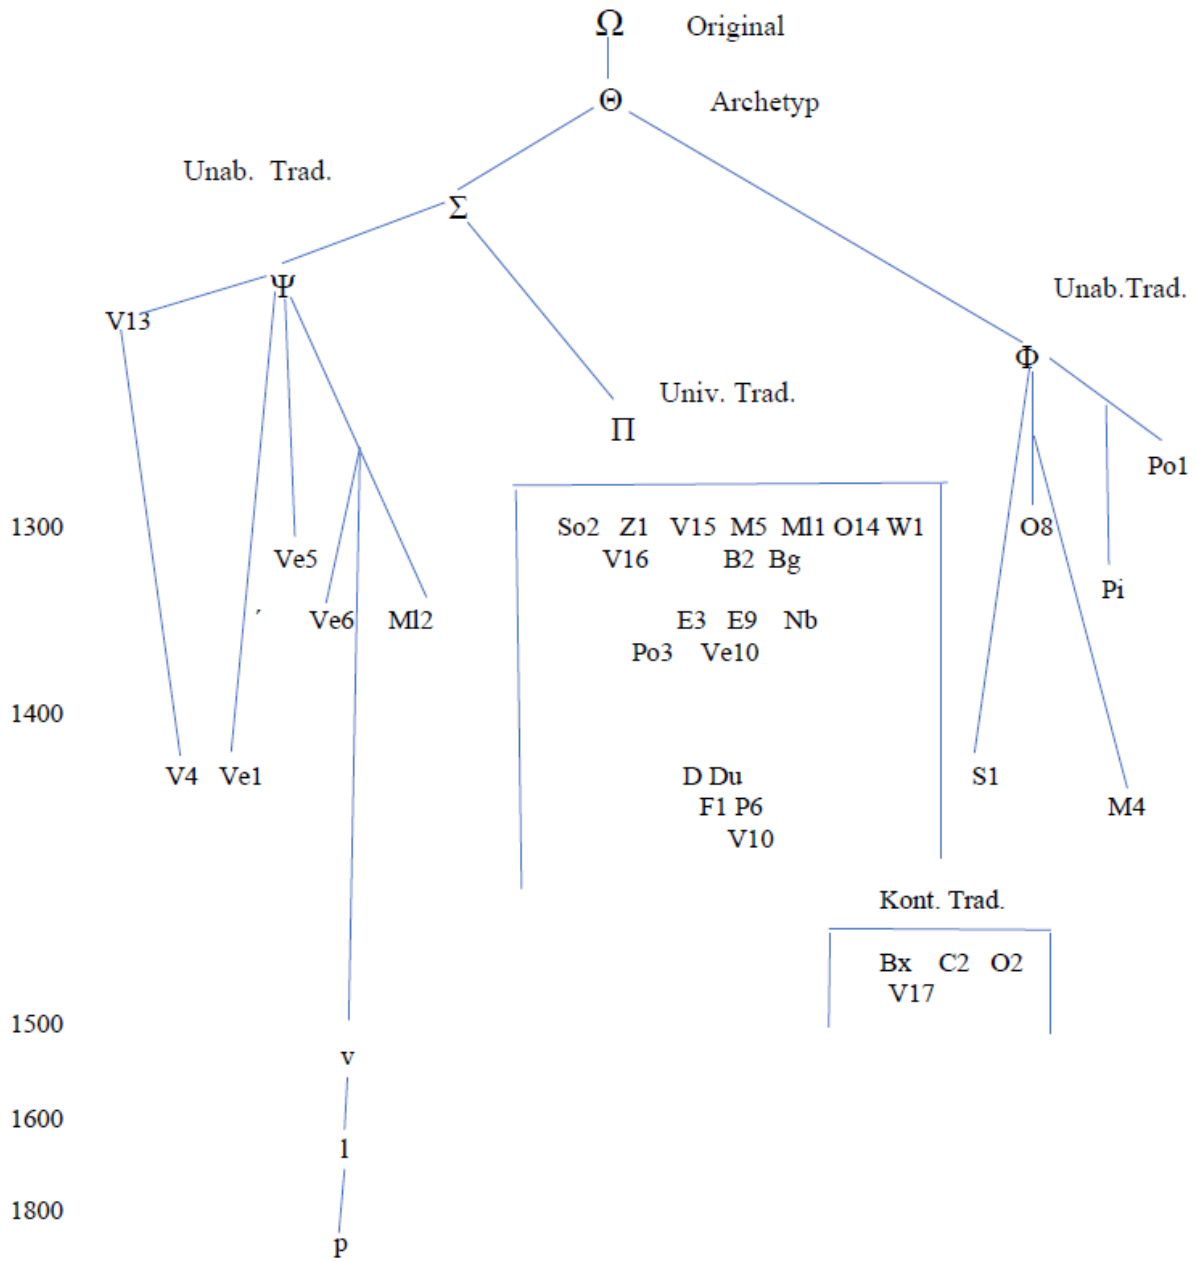 Ω Original
Θ Archetyp
Unab. Trad.
Σ
Ψ
Unab.Trad.
V13
Φ
Univ. Trad.
Π
Po1
1300 So2 Z1 V15 M5 Ml1 O14 W1 O8
Ve5 V16 B2 Bg
Pi
´ Ve6 Ml2 E3 E9 Nb
Po3 Ve10
1400
V4 Ve1 D Du S1
F1 P6 M4
V10
Kont. Trad.
Bx C2 O2
V17
1500
v
1600
l
1800
p